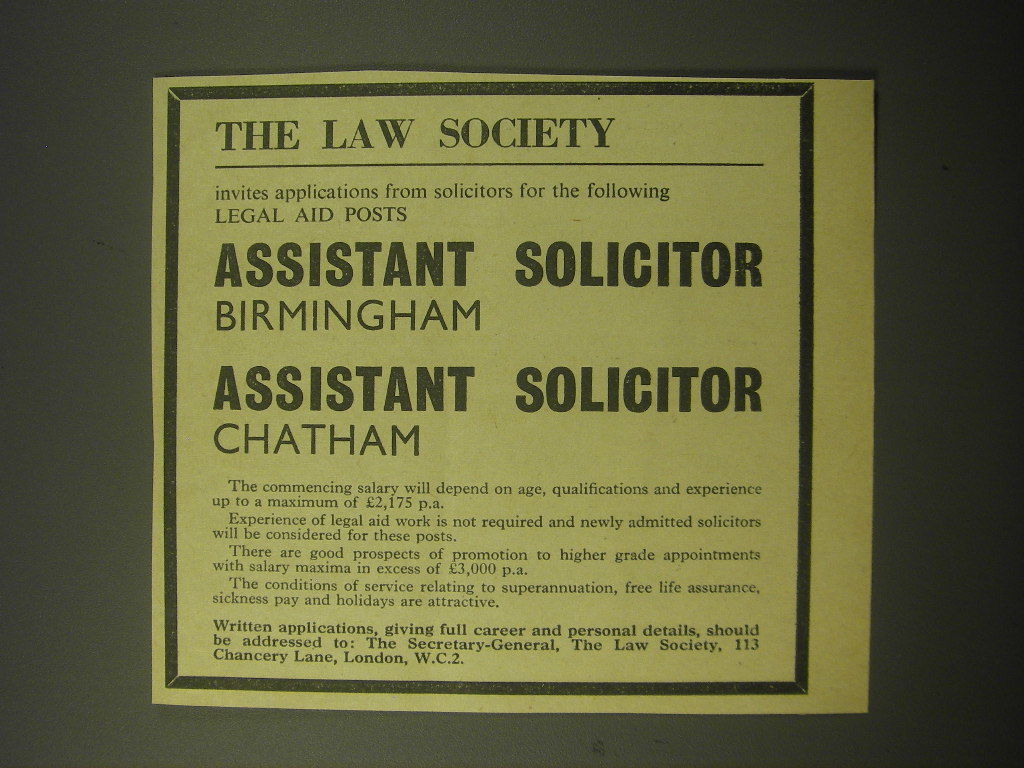 THE LAW SOCIETY
invites applications from solicitors for the following
LEGAL AID POSTS
ASSISTANT SOLICITOR
BIRMINGHAM
ASSISTANT SOLICITOR
CHATHAM
The commencing salary will depend on age, qualifications and experience
up to a maximum of £2,175 p.a.
Experience of legal aid work is not required and newly admitted solicitors
will be considered for these posts.
There are good prospects of promotion to higher grade appointments
with salary maxima in excess of £3,000 p.a.
The conditions of service relating to superannuation, free life assurance,
sickness pay and holidays are attractive.
Written applications, giving full career and personal details, should
be addressed to: The Secretary-General, The Law Society, 113
Chancery Lane, London, W.C.2.